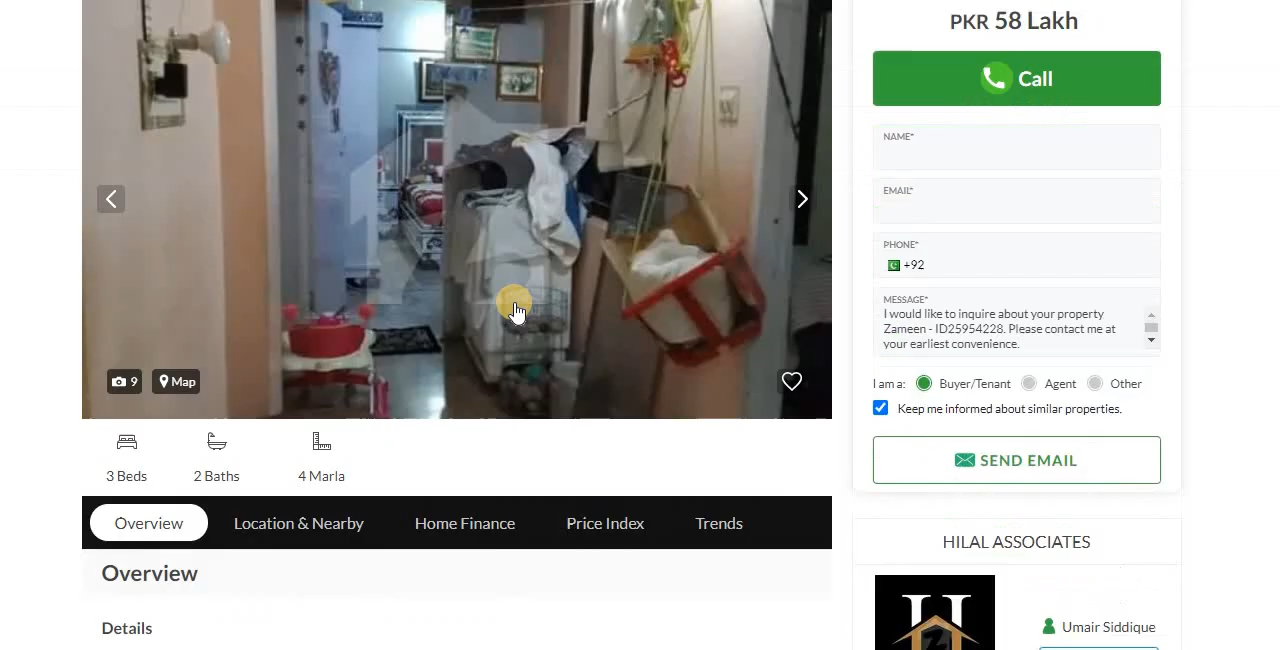 PKR 58 Lakh
Call
NAME*
EMAIL*
PHONE*
+92
MESSAGE*
I would like to inquire about your property
Zameen - ID25954228. Please contact me at
your earliest convenience.
9 Map
I am a: Buyer/Tenant Agent Other
Keep me informed about similar properties.
SEND EMAIL
3 Beds 2 Baths 4 Marla
Overview Location & Nearby Home Finance Price Index Trends
Overview
Details
HILAL ASSOCIATES
Umair Siddique